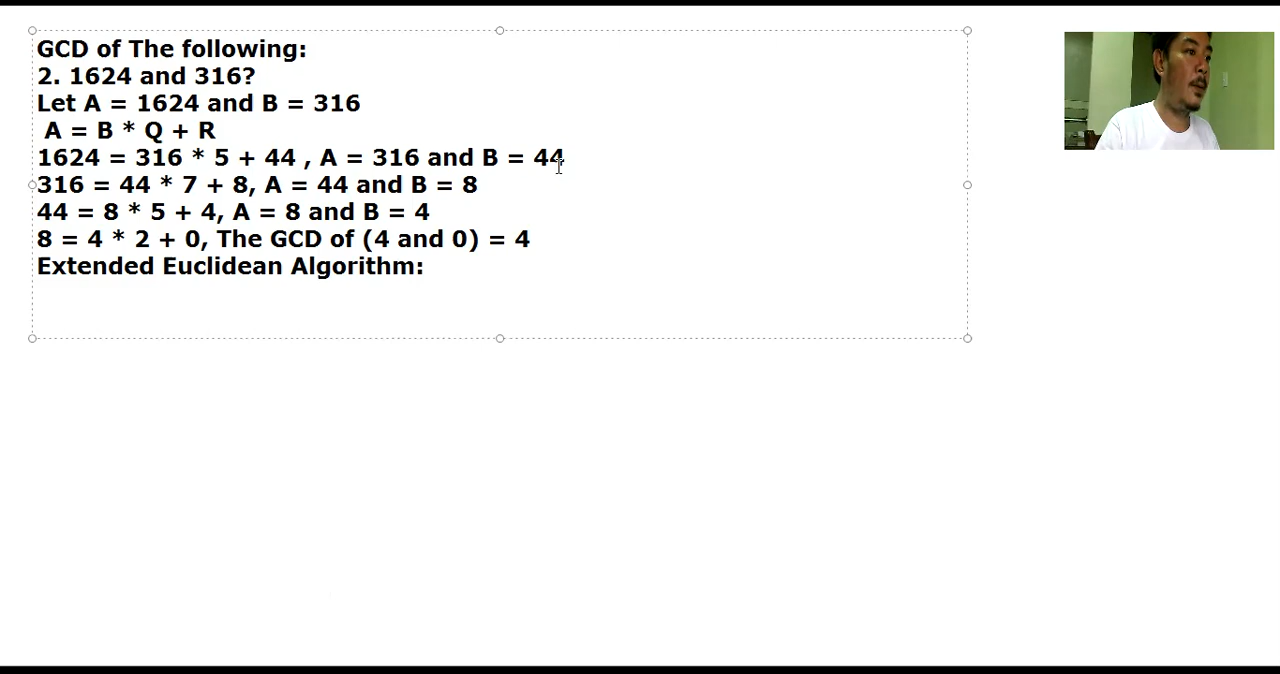 GCD of The following:
2. 1624 and 316?
Let A = 1624 and B = 316
A = B * Q + R
1624 = 316 * 5 + 44 , A = 316 and B = 44
316 = 44 * 7 + 8, A = 44 and B = 8
44 = 8 * 5 + 4, A = 8 and B = 4
8 = 4 * 2 + 0, The GCD of (4 and 0) = 4
Extended Euclidean Algorithm: